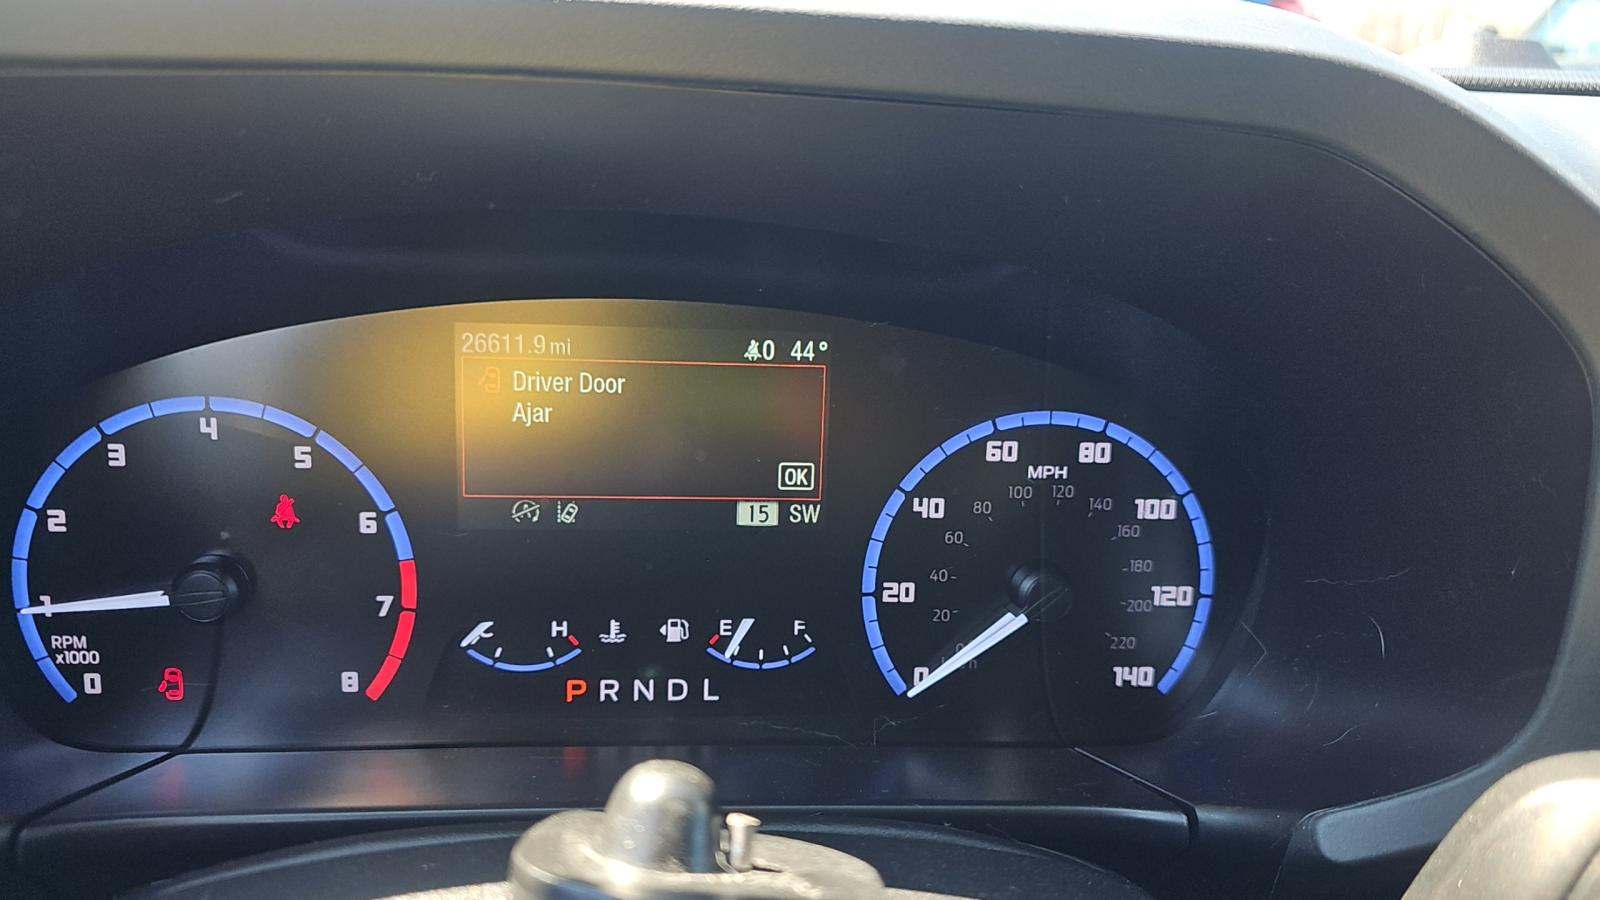 26611.9 mi 0 44°
Driver Door
Ajar
OK
15 SW
0 1 2 3 4 5 6 7 8
RPM
x1000
H
E F
P R N D L
0 20 40 60 80 100 120 140
MPH
20 40 60 80 100 120 140 160 180 200 220